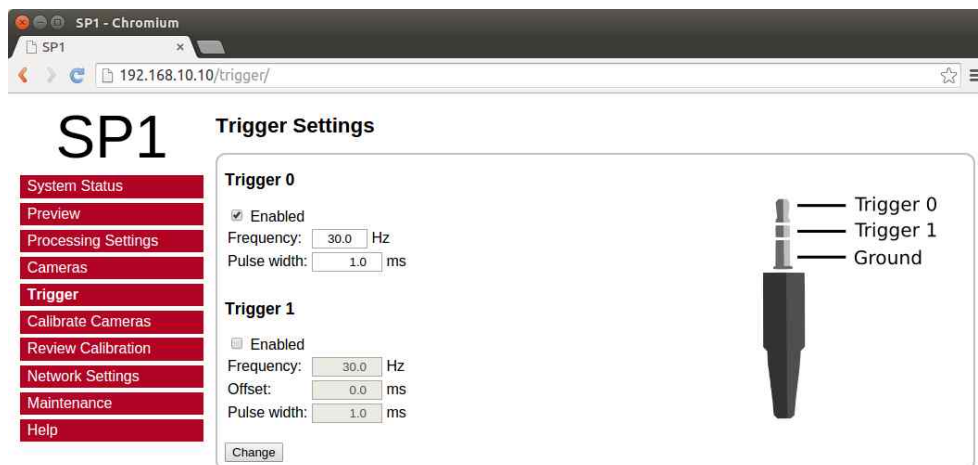 SP1 - Chromium
SP1
192.168.10.10/trigger/
SP1
System Status
Preview
Processing Settings
Cameras
Trigger
Calibrate Cameras
Review Calibration
Network Settings
Maintenance
Help
Trigger Settings
Trigger 0
Enabled
Frequency: 30.0 Hz
Pulse width: 1.0 ms
Trigger 1
Enabled
Frequency: 30.0 Hz
Offset: 0.0 ms
Pulse width: 1.0 ms
Change
Trigger 0
Trigger 1
Ground